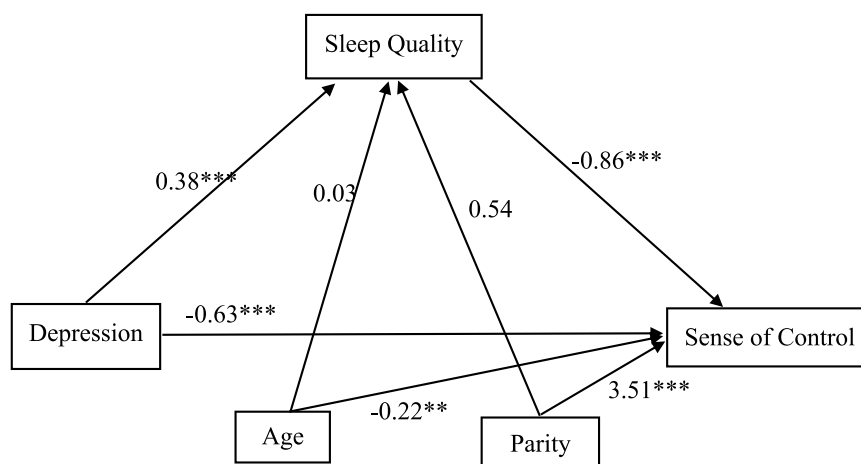 Sleep Quality
-0.86***
0.38***
0.03
0.54
-0.63***
Depression
Sense of Control
3.51***
-0.22**
Age
Parity